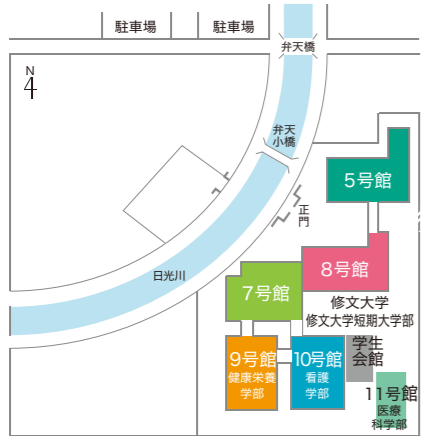 駐車場
駐車場
弁天橋
N
弁天
小橋
5号館
正門
8号館
日光川
7号館
修文大学
修文大学短期大学部
9号館
健康栄養
学部
10号館
看護
学部
学生
会館
11号館
医療
科学部